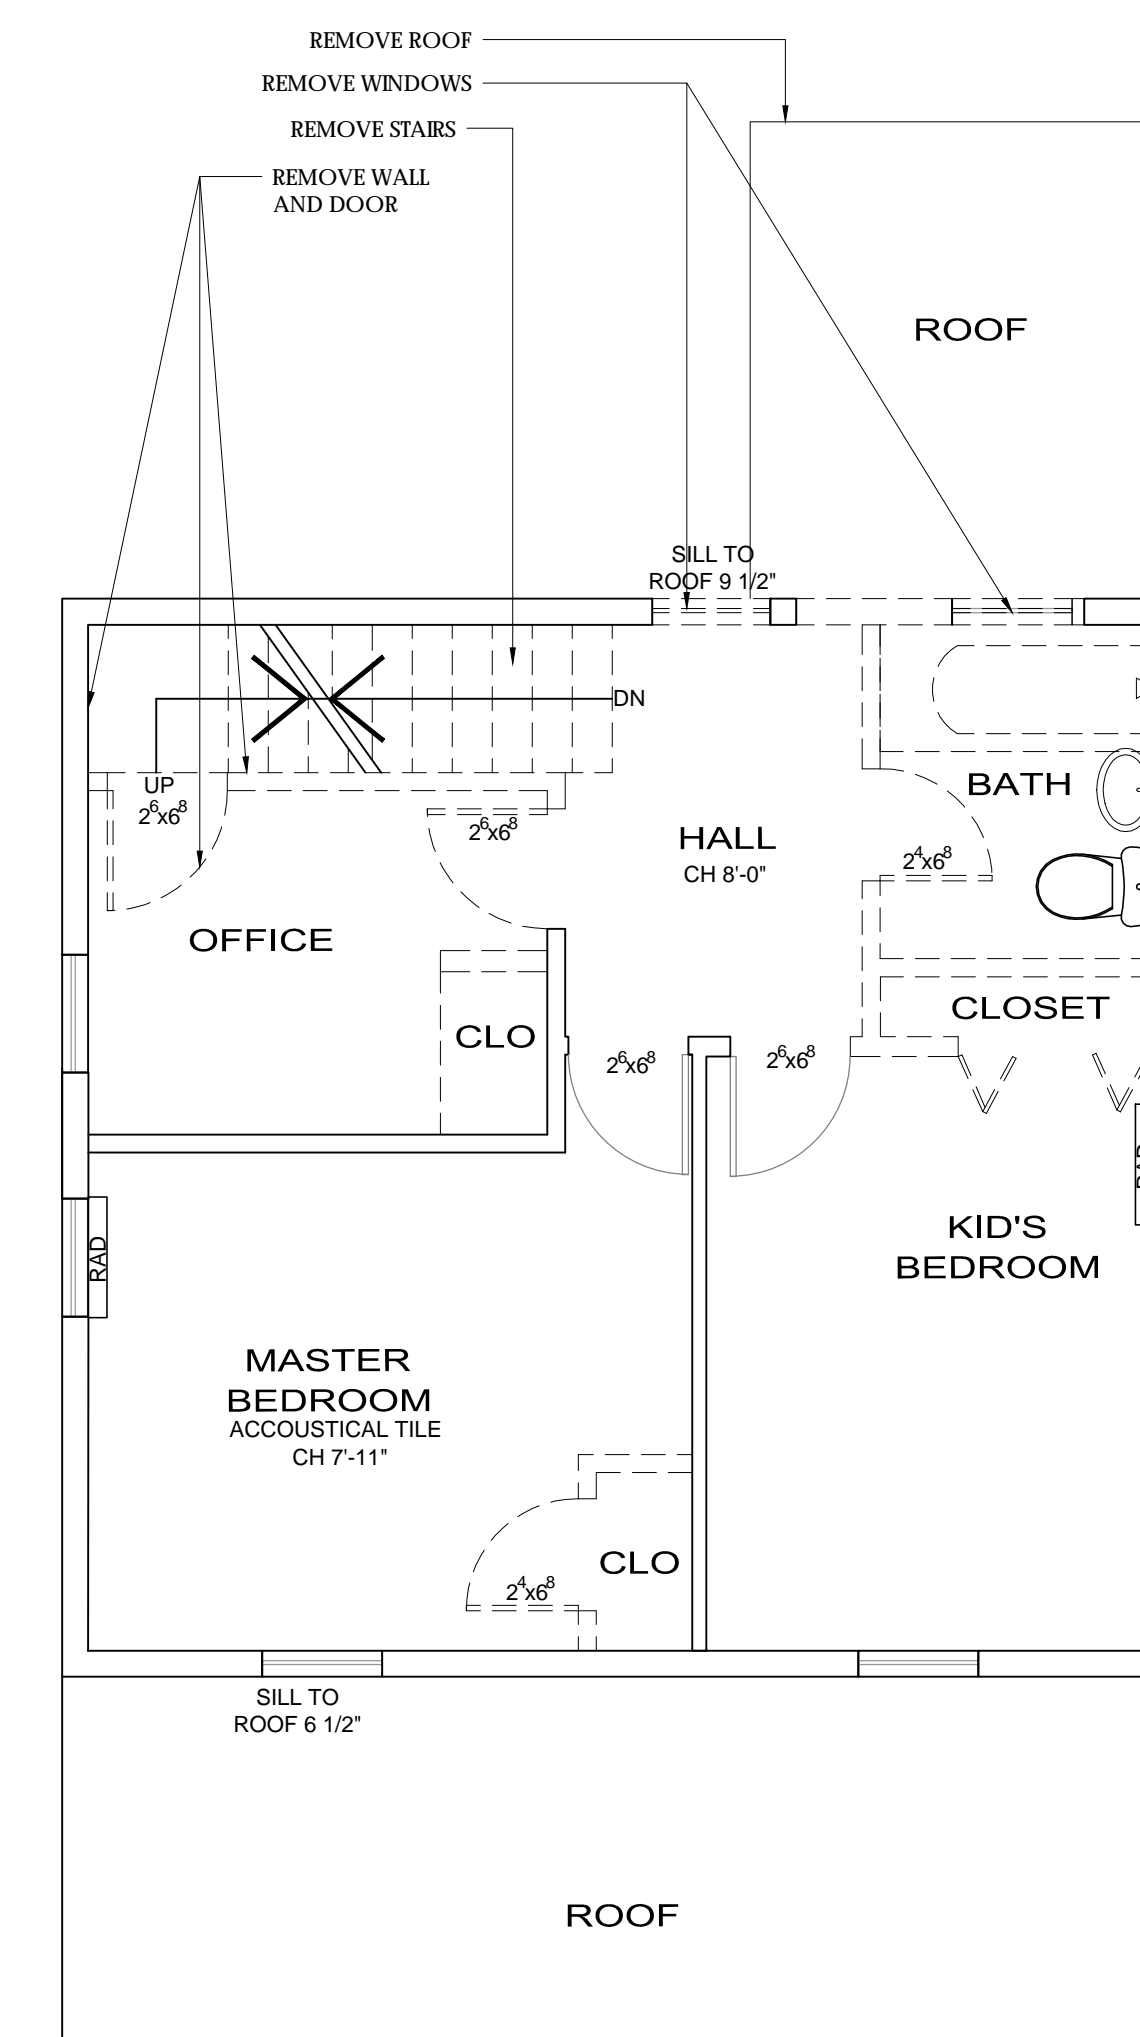 REMOVE ROOF
REMOVE WINDOWS
REMOVE STAIRS
REMOVE WALL
AND DOOR
ROOF
SILL TO
ROOF 9 1/2"
DN
UP
2⁶x6⁸
2⁶x6⁸
BATH
HALL
CH 8'-0"
2⁴x6⁸
OFFICE
CLOSET
CLO
2⁶x6⁸
2⁶x6⁸
KID'S
BEDROOM
RAD
MASTER
BEDROOM
ACCOUSTICAL TILE
CH 7'-11"
CLO
2⁴x6⁸
SILL TO
ROOF 6 1/2"
ROOF